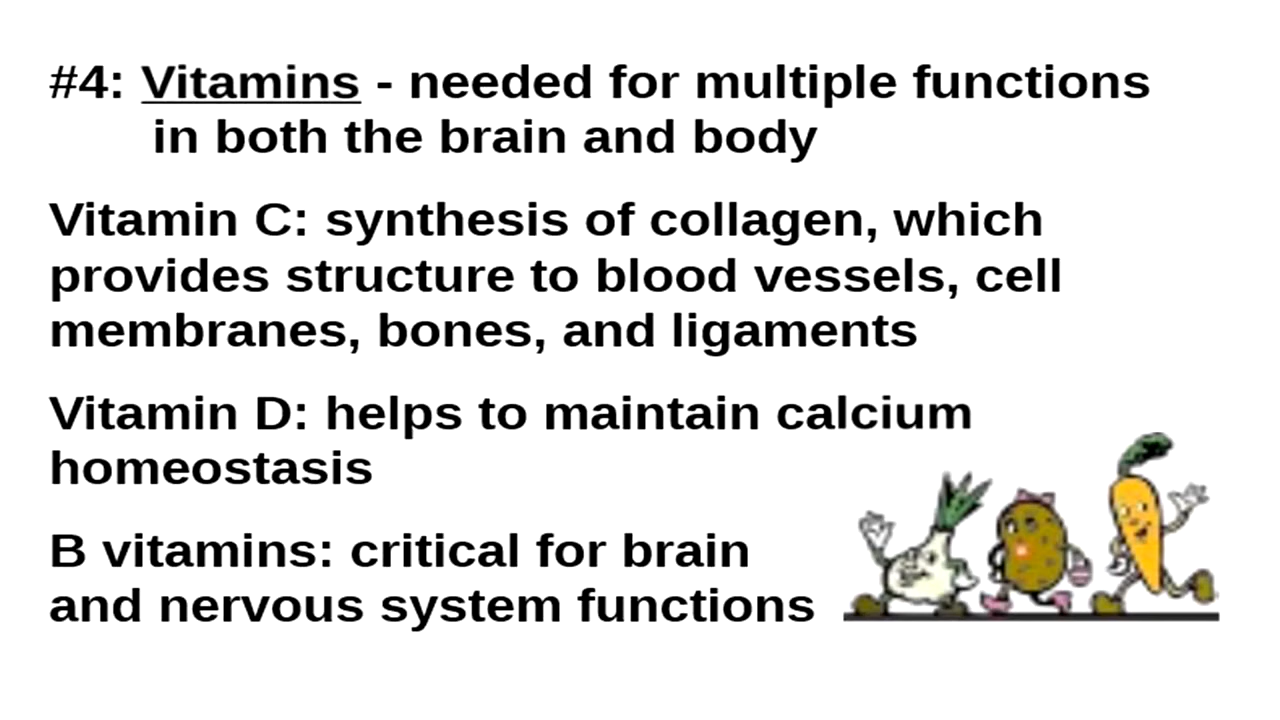 #4: Vitamins - needed for multiple functions
in both the brain and body
Vitamin C: synthesis of collagen, which
provides structure to blood vessels, cell
membranes, bones, and ligaments
Vitamin D: helps to maintain calcium
homeostasis
B vitamins: critical for brain
and nervous system functions